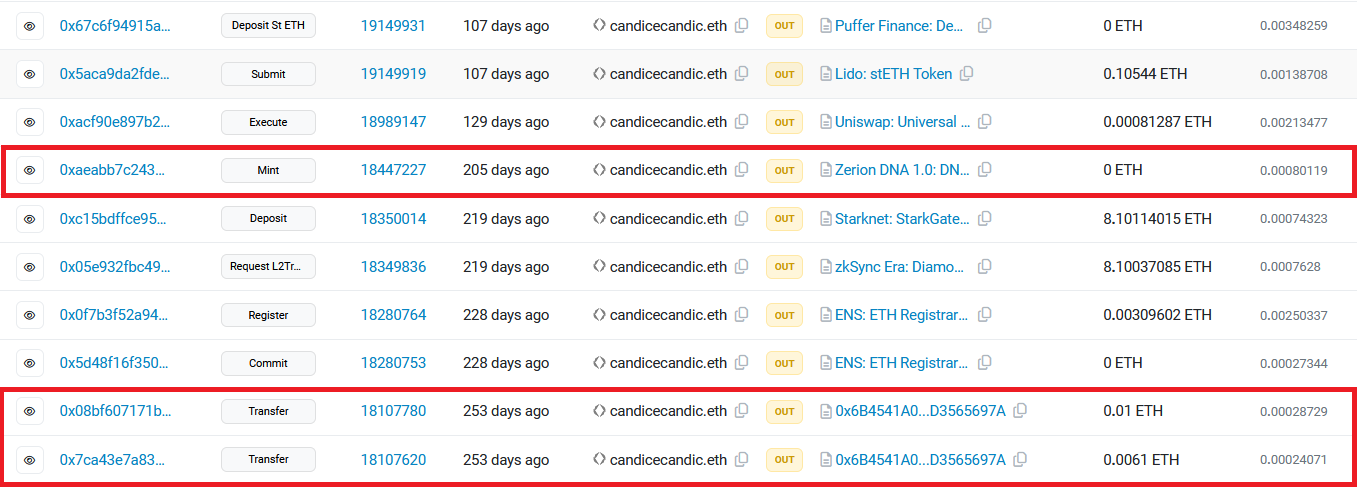 0x67c6f94915a... Deposit St ETH 19149931 107 days ago candicecandic.eth OUT Puffer Finance: De... 0 ETH 0.00348259
0x5aca9da2fde... Submit 19149919 107 days ago candicecandic.eth OUT Lido: stETH Token 0.10544 ETH 0.00138708
0xacf90e897b2... Execute 18989147 129 days ago candicecandic.eth OUT Uniswap: Universal ... 0.00081287 ETH 0.00213477
0xaeabb7c243... Mint 18447227 205 days ago candicecandic.eth OUT Zerion DNA 1.0: DN... 0 ETH 0.00080119
0xc15bdffce95... Deposit 18350014 219 days ago candicecandic.eth OUT Starknet: StarkGate... 8.10114015 ETH 0.00074323
0x05e932fbc49... Request L2Tr... 18349836 219 days ago candicecandic.eth OUT zkSync Era: Diamo... 8.10037085 ETH 0.0007628
0x0f7b3f52a94... Register 18280764 228 days ago candicecandic.eth OUT ENS: ETH Registrar... 0.00309602 ETH 0.00250337
0x5d48f16f350... Commit 18280753 228 days ago candicecandic.eth OUT ENS: ETH Registrar... 0 ETH 0.00027344
0x08bf607171b... Transfer 18107780 253 days ago candicecandic.eth OUT 0x6B4541A0...D3565697A 0.01 ETH 0.00028729
0x7ca43e7a83... Transfer 18107620 253 days ago candicecandic.eth OUT 0x6B4541A0...D3565697A 0.0061 ETH 0.00024071